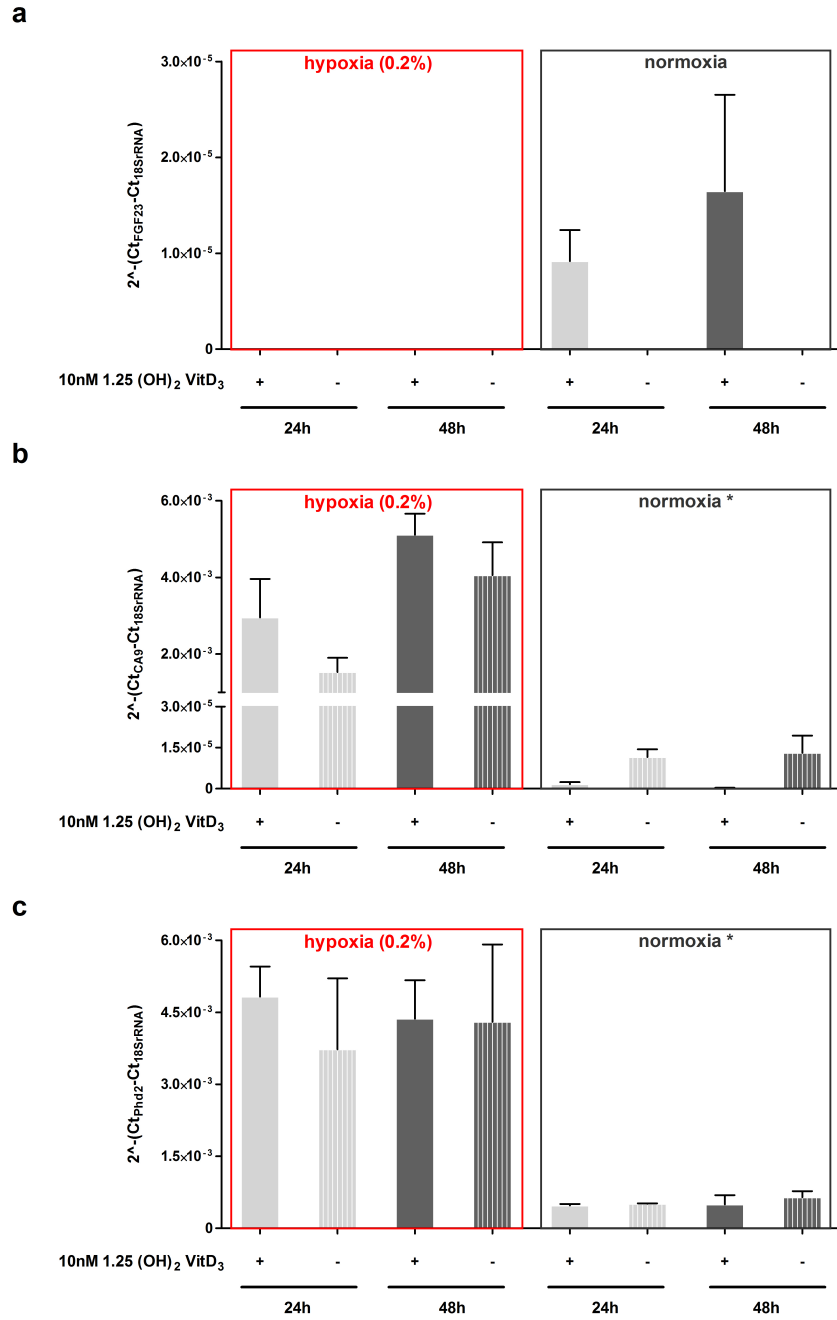 a
hypoxia (0.2%)
normoxia
2^-(CtFGF23-Ct18SrRNA)
3.0×10⁻⁵
2.0×10⁻⁵
1.0×10⁻⁵
0
10nM 1.25 (OH)₂ VitD₃ + - + - + - + -
24h 48h 24h 48h
b
hypoxia (0.2%)
normoxia *
2^-(CtCA9-Ct18SrRNA)
6.0×10⁻³
4.0×10⁻³
2.0×10⁻³
3.0×10⁻⁵
1.5×10⁻⁵
0
10nM 1.25 (OH)₂ VitD₃ + - + - + - + -
24h 48h 24h 48h
c
hypoxia (0.2%)
normoxia *
2^-(CtPhd2-Ct18SrRNA)
6.0×10⁻³
4.5×10⁻³
3.0×10⁻³
1.5×10⁻³
0
10nM 1.25 (OH)₂ VitD₃ + - + - + - + -
24h 48h 24h 48h